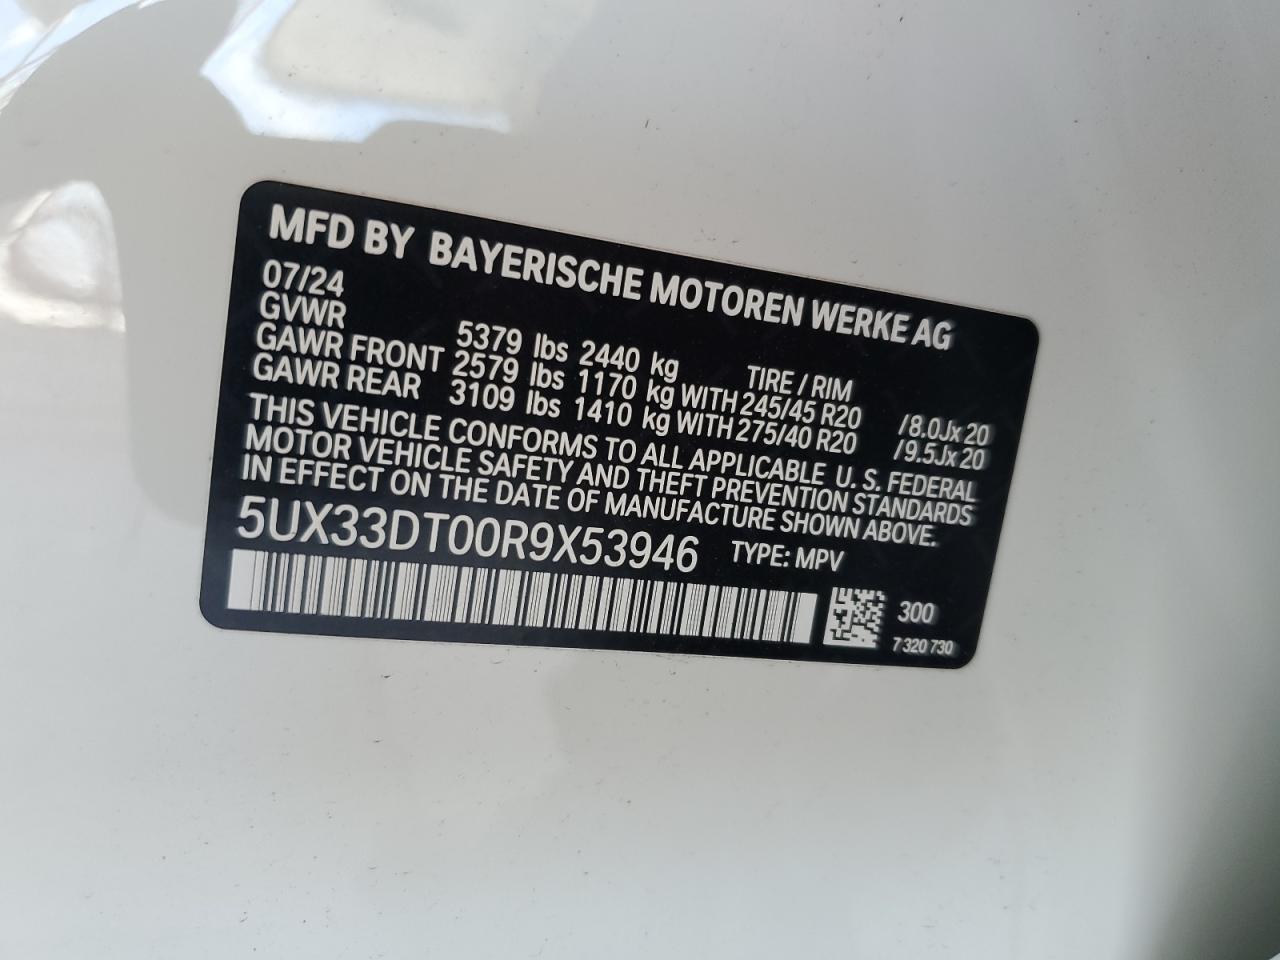 MFD BY BAYERISCHE MOTOREN WERKE AG
07/24
GVWR 5379 lbs 2440 kg TIRE / RIM
GAWR FRONT 2579 lbs 1170 kg WITH 245/45 R20 /8.0Jx20
GAWR REAR 3109 lbs 1410 kg WITH 275/40 R20 /9.5Jx20
THIS VEHICLE CONFORMS TO ALL APPLICABLE U. S. FEDERAL
MOTOR VEHICLE SAFETY AND THEFT PREVENTION STANDARDS
IN EFFECT ON THE DATE OF MANUFACTURE SHOWN ABOVE.
5UX33DT00R9X53946 TYPE: MPV
300
7 320 730